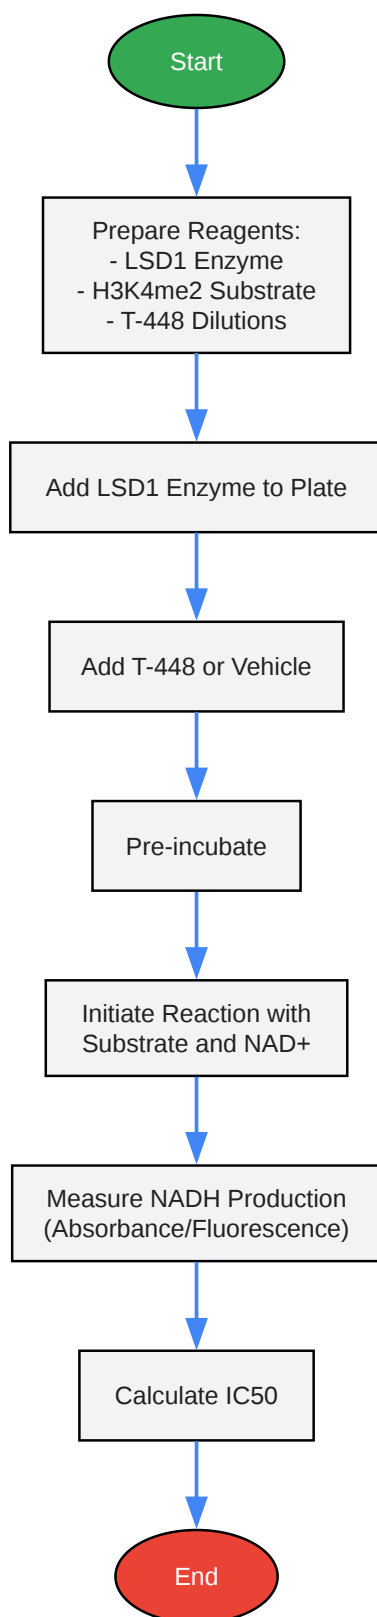 Start
Prepare Reagents:
- LSD1 Enzyme
- H3K4me2 Substrate
- T-448 Dilutions
Add LSD1 Enzyme to Plate
Add T-448 or Vehicle
Pre-incubate
Initiate Reaction with
Substrate and NAD+
Measure NADH Production
(Absorbance/Fluorescence)
Calculate IC50
End